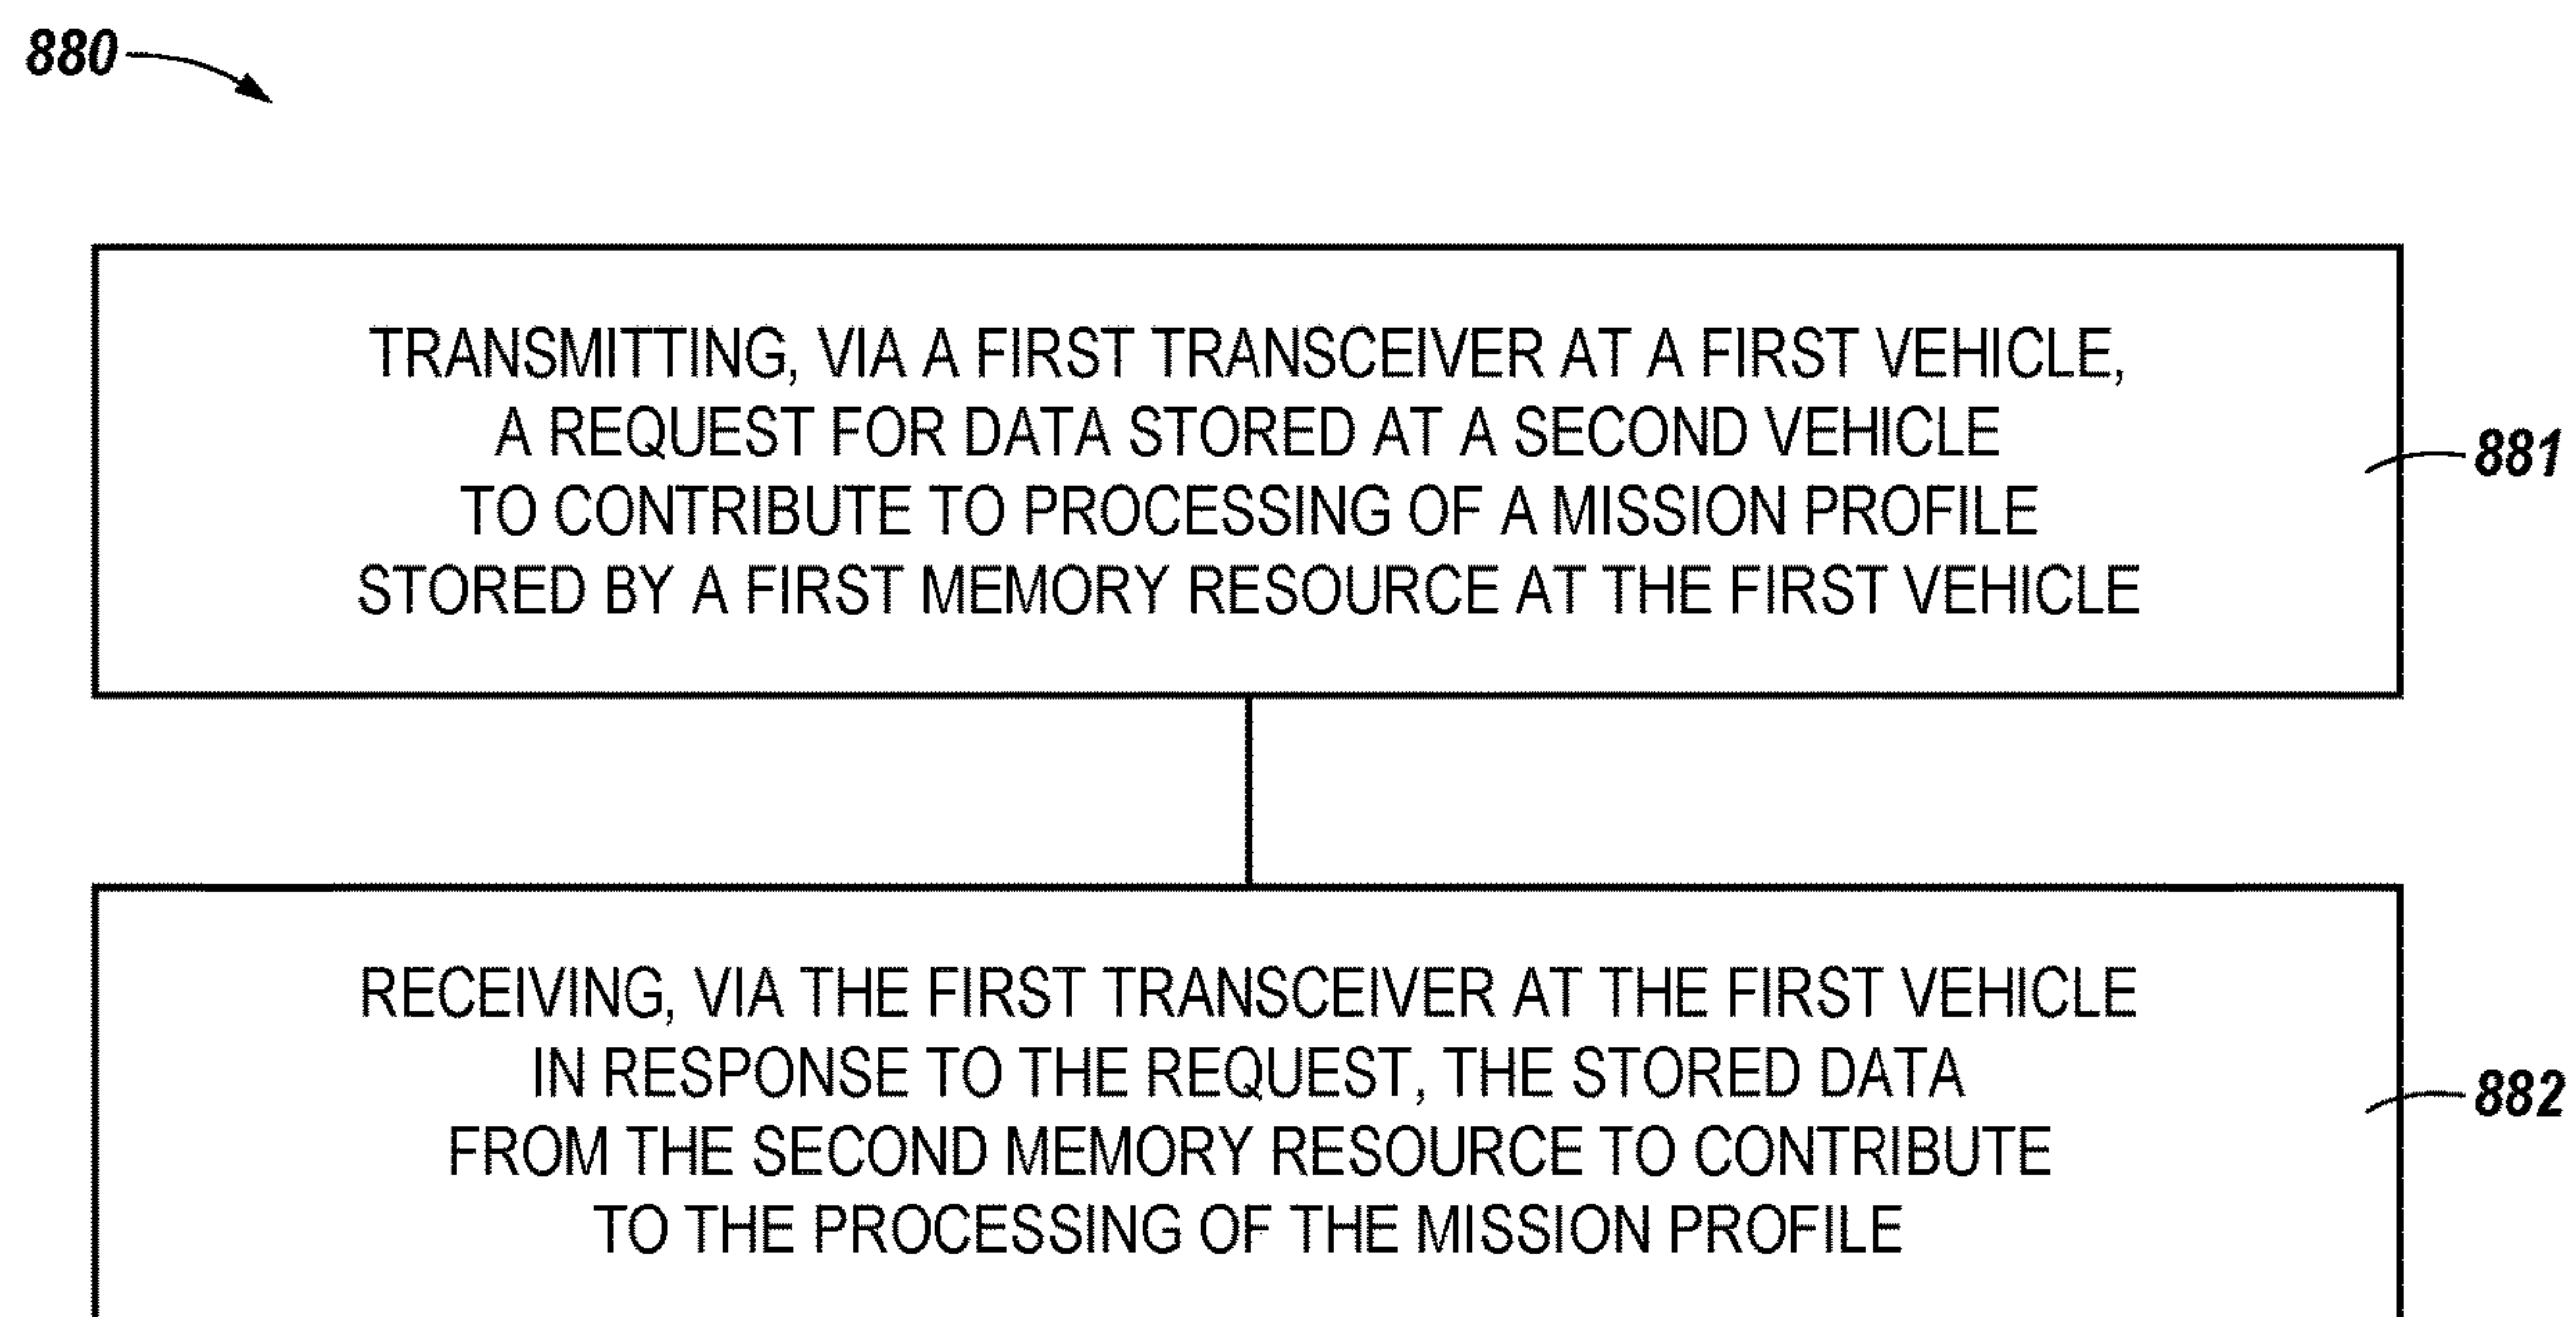 880
TRANSMITTING, VIA A FIRST TRANSCEIVER AT A FIRST VEHICLE,
A REQUEST FOR DATA STORED AT A SECOND VEHICLE
TO CONTRIBUTE TO PROCESSING OF A MISSION PROFILE
STORED BY A FIRST MEMORY RESOURCE AT THE FIRST VEHICLE
881
RECEIVING, VIA THE FIRST TRANSCEIVER AT THE FIRST VEHICLE
IN RESPONSE TO THE REQUEST, THE STORED DATA
FROM THE SECOND MEMORY RESOURCE TO CONTRIBUTE
TO THE PROCESSING OF THE MISSION PROFILE
882